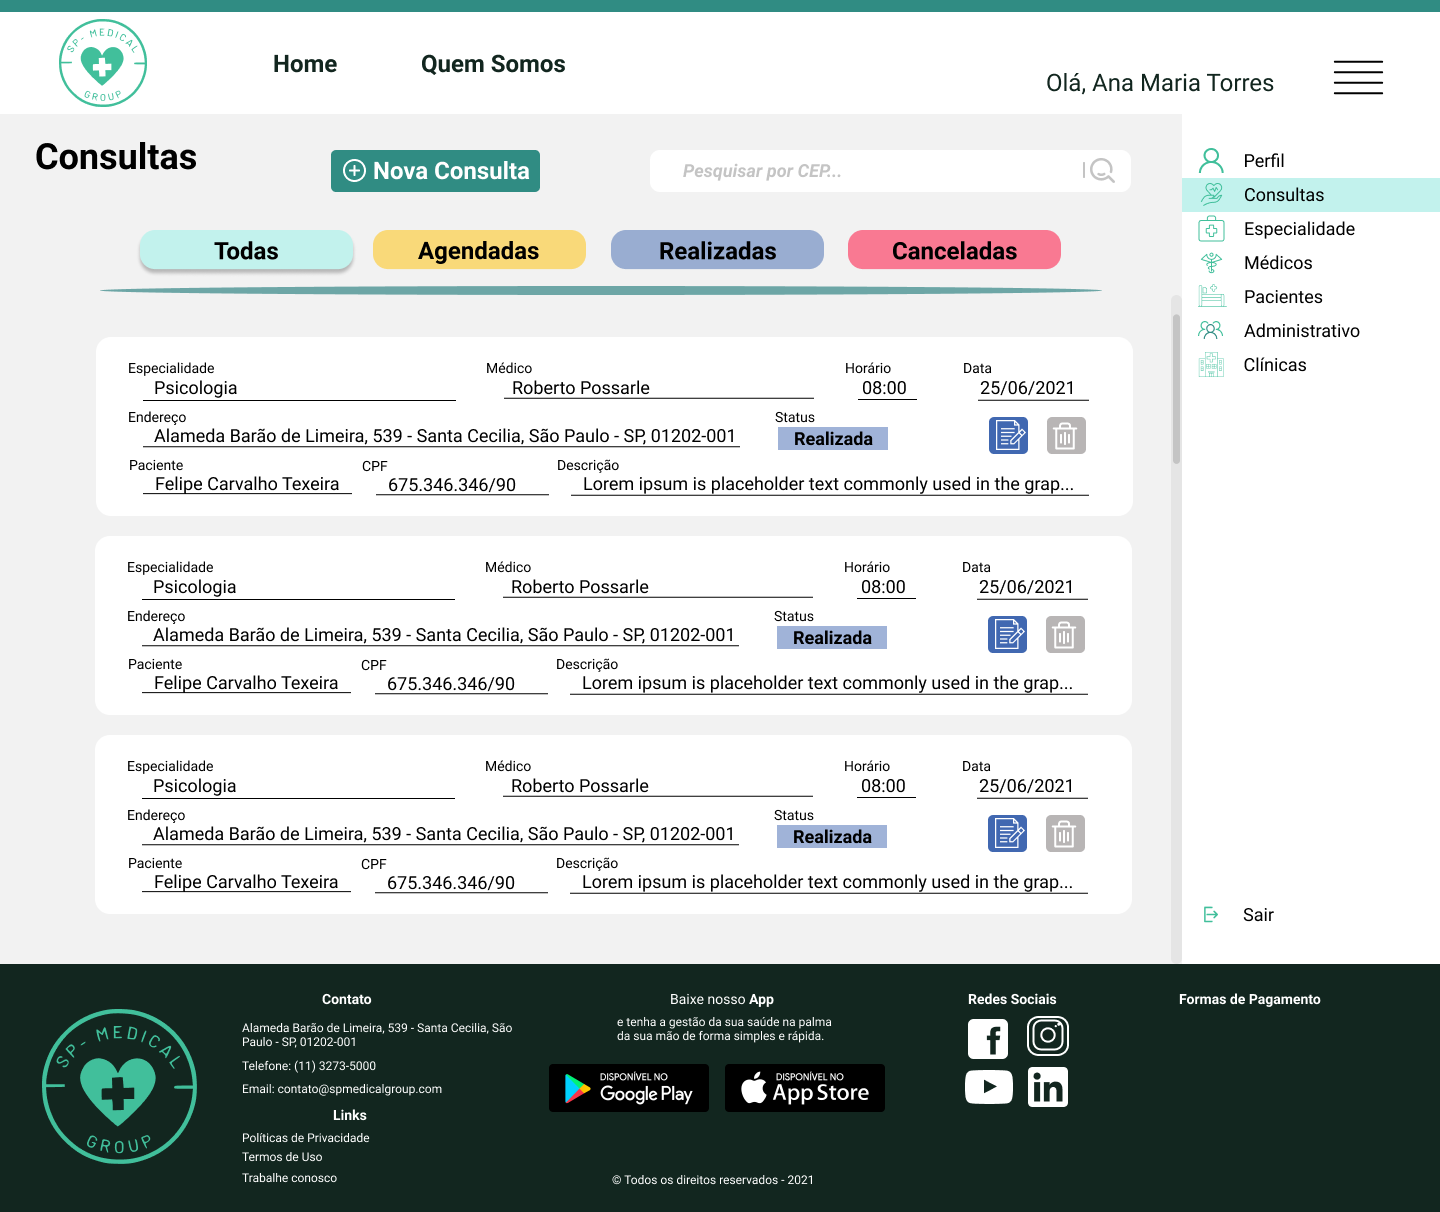 SP- MEDICAL
GROUP
Home
Quem Somos
Olá, Ana Maria Torres
Consultas
Nova Consulta
Pesquisar por CEP...
Todas
Agendadas
Realizadas
Canceladas
Especialidade
Médico
Horário
Data
Psicologia
Roberto Possarle
08:00
25/06/2021
Endereço
Status
Alameda Barão de Limeira, 539 - Santa Cecilia, São Paulo - SP, 01202-001
Realizada
Paciente
CPF
Descrição
Felipe Carvalho Texeira
675.346.346/90
Lorem ipsum is placeholder text commonly used in the grap...
Especialidade
Médico
Horário
Data
Psicologia
Roberto Possarle
08:00
25/06/2021
Endereço
Status
Alameda Barão de Limeira, 539 - Santa Cecilia, São Paulo - SP, 01202-001
Realizada
Paciente
CPF
Descrição
Felipe Carvalho Texeira
675.346.346/90
Lorem ipsum is placeholder text commonly used in the grap...
Especialidade
Médico
Horário
Data
Psicologia
Roberto Possarle
08:00
25/06/2021
Endereço
Status
Alameda Barão de Limeira, 539 - Santa Cecilia, São Paulo - SP, 01202-001
Realizada
Paciente
CPF
Descrição
Felipe Carvalho Texeira
675.346.346/90
Lorem ipsum is placeholder text commonly used in the grap...
Perfil
Consultas
Especialidade
Médicos
Pacientes
Administrativo
Clínicas
Sair
SP- MEDICAL
GROUP
Contato
Alameda Barão de Limeira, 539 - Santa Cecilia, São
Paulo - SP, 01202-001
Telefone: (11) 3273-5000
Email: contato@spmedicalgroup.com
Links
Políticas de Privacidade
Termos de Uso
Trabalhe conosco
Baixe nosso App
e tenha a gestão da sua saúde na palma
da sua mão de forma simples e rápida.
DISPONÍVEL NO
Google Play
DISPONÍVEL NO
App Store
© Todos os direitos reservados - 2021
Redes Sociais
Formas de Pagamento